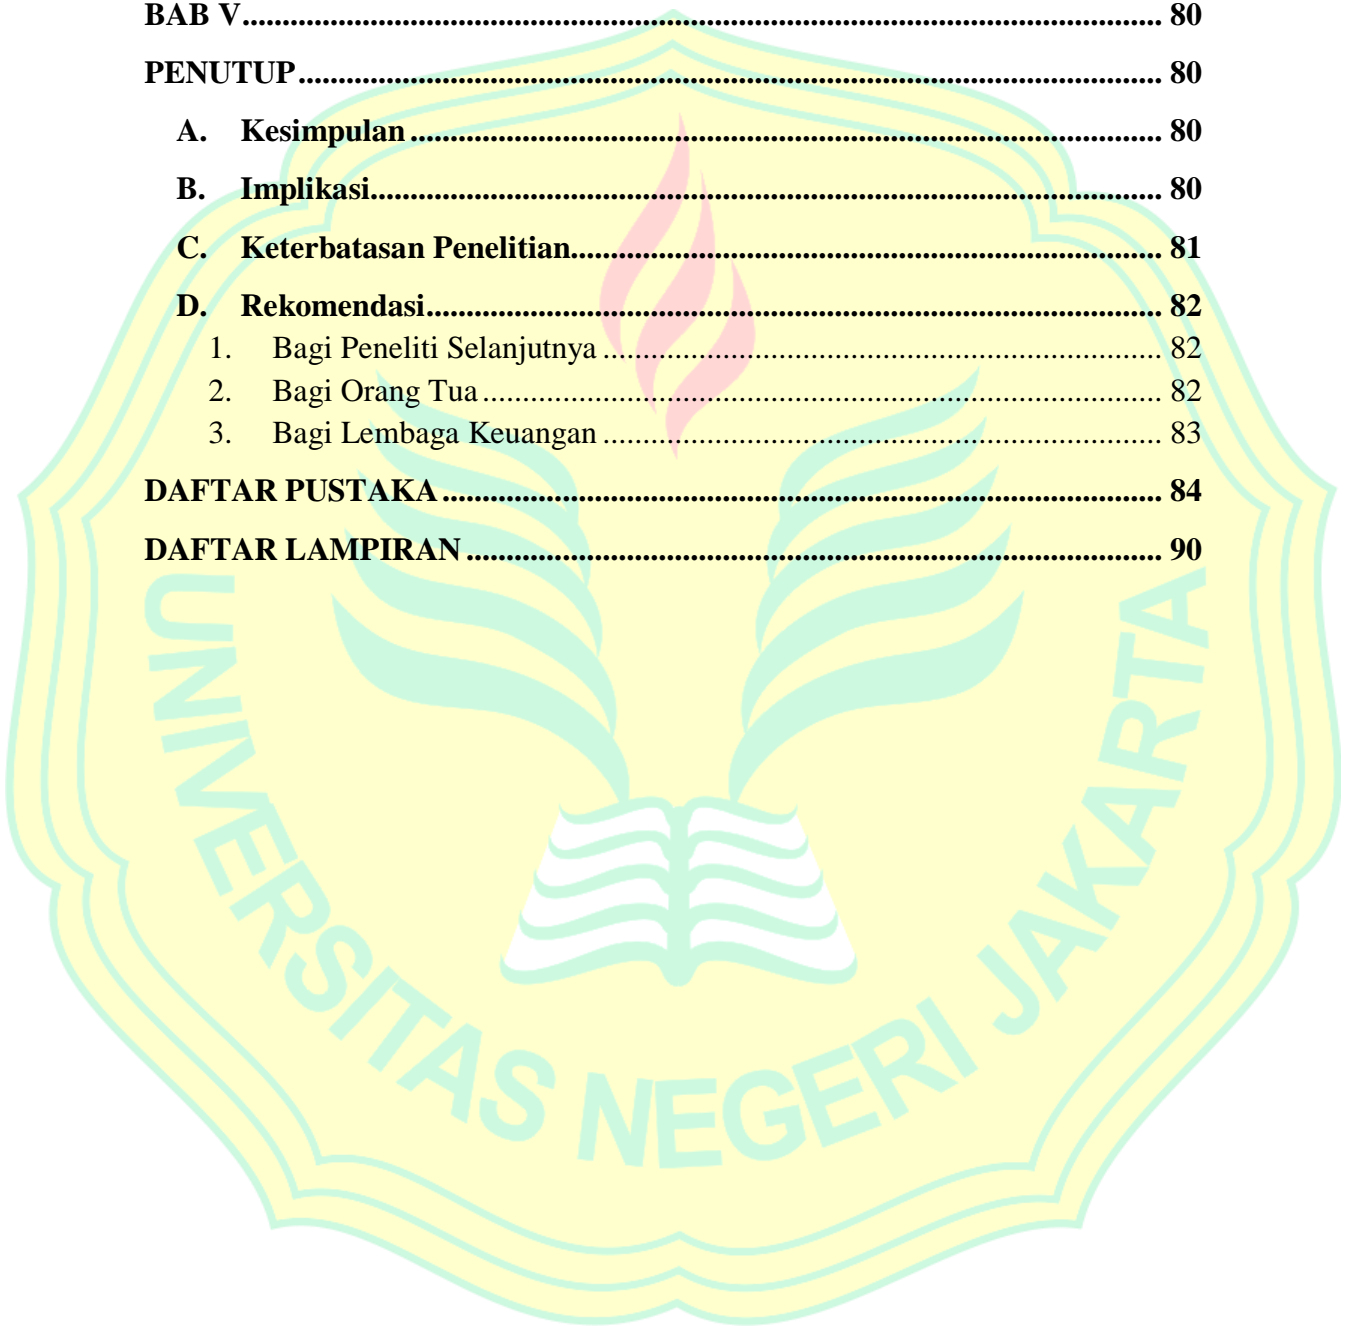 BAB V........................................................................................................................ 80
PENUTUP................................................................................................................. 80
A. Kesimpulan.................................................................................................. 80
B. Implikasi....................................................................................................... 80
C. Keterbatasan Penelitian.............................................................................. 81
D. Rekomendasi................................................................................................ 82
1. Bagi Peneliti Selanjutnya........................................................................ 82
2. Bagi Orang Tua....................................................................................... 82
3. Bagi Lembaga Keuangan........................................................................ 83
DAFTAR PUSTAKA.............................................................................................. 84
DAFTAR LAMPIRAN........................................................................................... 90
UNIVERSITAS NEGERI JAKARTA